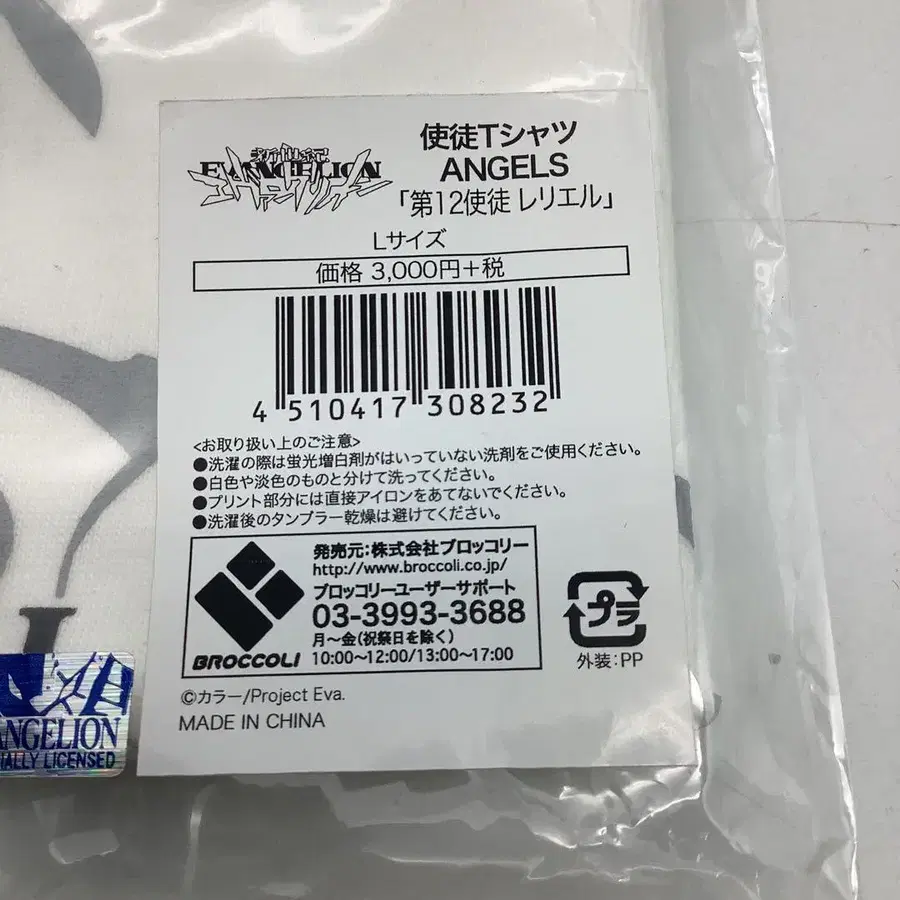 使徒Tシャツ
ANGELS
「第12使徒 レリエル」
新世紀
EVANGELION
エヴァンゲリオン
Lサイズ
価格 3,000円+税
4 510417 308232
<お取り扱い上のご注意>
●洗濯の際は蛍光増白剤がはいっていない洗剤をご使用ください。
●白色や淡色のものと分けて洗ってください。
●プリント部分には直接アイロンをあてないでください。
●洗濯後のタンブラー乾燥は避けてください。
発売元:株式会社ブロッコリー
http://www.broccoli.co.jp/
ブロッコリーユーザーサポート
03-3993-3688
月～金(祝祭日を除く)
10:00～12:00/13:00～17:00
BROCCOLI
プラ
外装:PP
©カラー/Project Eva.
MADE IN CHINA
ANGELION
IALLY LICENSED